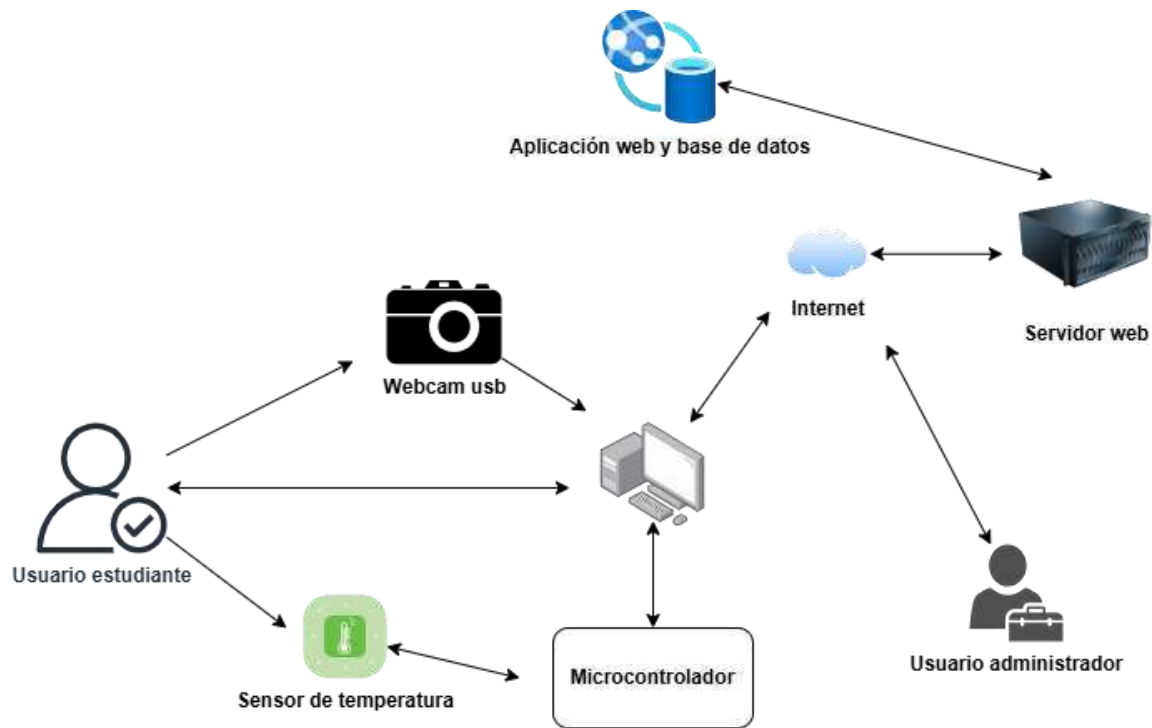 Aplicación web y base de datos
Internet
Servidor web
Webcam usb
Usuario estudiante
Sensor de temperatura
Microcontrolador
Usuario administrador